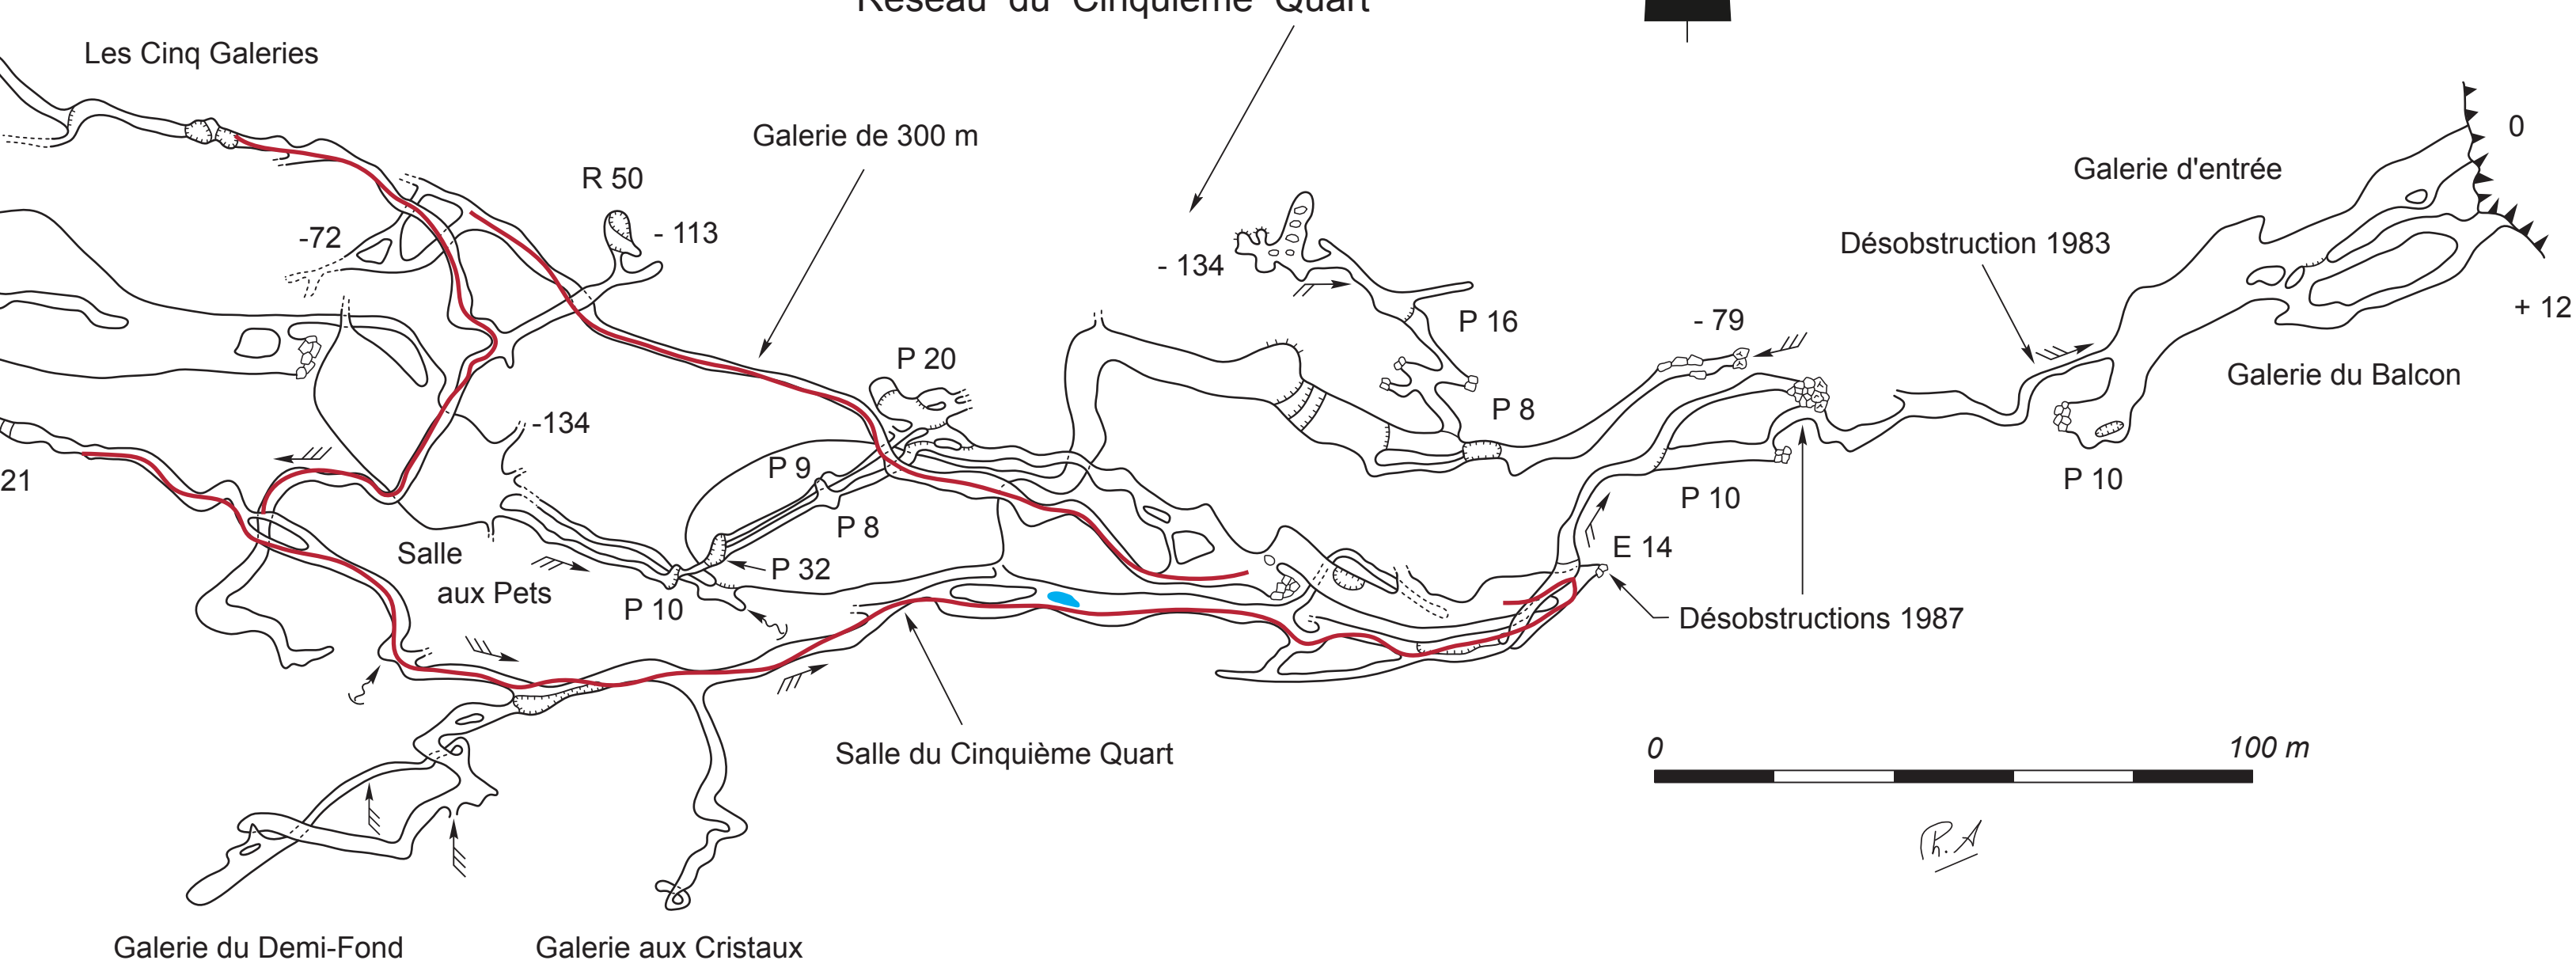 Réseau du Cinquième Quart
Les Cinq Galeries
Galerie de 300 m
0
Galerie d'entrée
R 50
-72
- 113
Désobstruction 1983
- 134
+ 12
P 16
- 79
P 20
Galerie du Balcon
P 8
-134
P 9
21
P 10
P 10
P 8
Salle
aux Pets
E 14
P 32
P 10
Désobstructions 1987
Salle du Cinquième Quart
0
100 m
Ph. A
Galerie du Demi-Fond
Galerie aux Cristaux